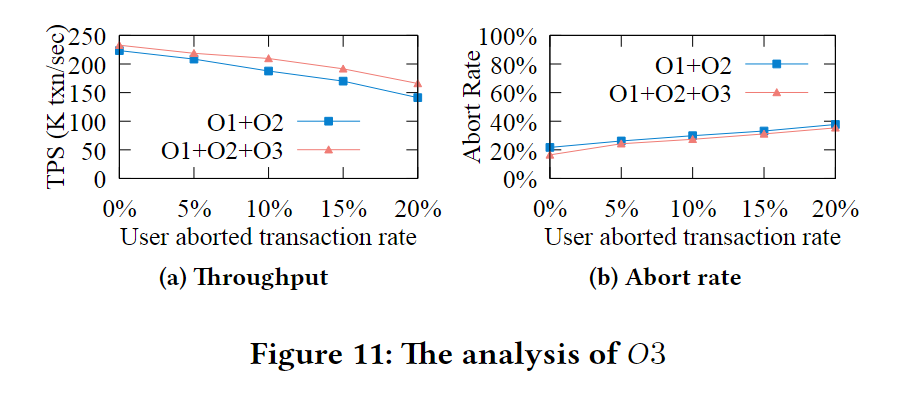 TPS (K txn/sec)
250
200
150
100
50
0
O1+O2
O1+O2+O3
0% 5% 10% 15% 20%
User aborted transaction rate
(a) Throughput
Abort Rate
100%
80%
60%
40%
20%
0%
O1+O2
O1+O2+O3
0% 5% 10% 15% 20%
User aborted transaction rate
(b) Abort rate
Figure 11: The analysis of O3